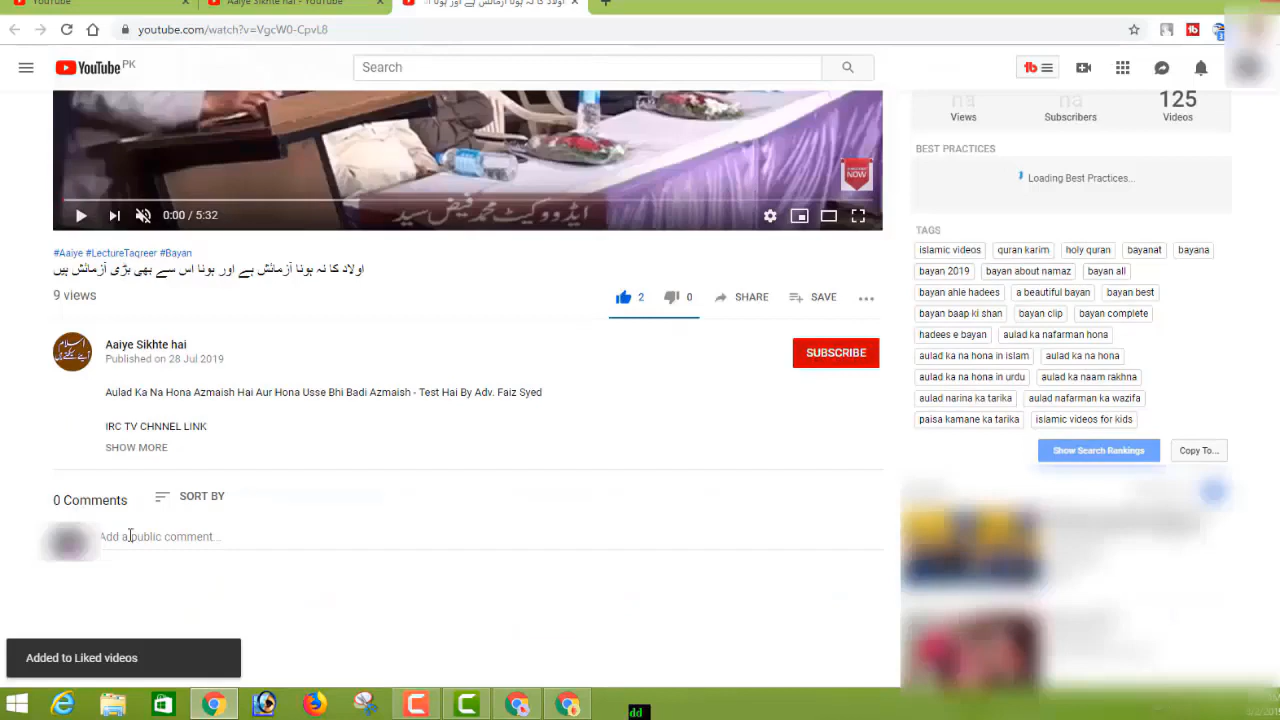 YouTube
Aaiye Sikhte hai - YouTube
youtube.com/watch?v=VgcW0-CpvL8
YouTube PK
Search
Views
Subscribers
125
Videos
BEST PRACTICES
Loading Best Practices...
NOW
0:00 / 5:32
ایڈووکیٹ محمد فیض سید
TAGS
islamic videos quran karim holy quran bayanat bayana
bayan 2019 bayan about namaz bayan all
bayan ahle hadees a beautiful bayan bayan best
bayan baap ki shan bayan clip bayan complete
hadees e bayan aulad ka nafarman hona
aulad ka na hona in islam aulad ka na hona
aulad ka na hona in urdu aulad ka naam rakhna
aulad narina ka tarika aulad nafarman ka wazifa
paisa kamane ka tarika islamic videos for kids
Show Search Rankings Copy To...
#Aaiye #LectureTaqreer #Bayan
اولاد کا نہ ہونا آزمائش ہے اور ہونا اس سے بھی بڑی آزمائش ہیں
9 views
2 0 SHARE SAVE
Aaiye Sikhte hai
Published on 28 Jul 2019
SUBSCRIBE
Aulad Ka Na Hona Azmaish Hai Aur Hona Usse Bhi Badi Azmaish - Test Hai By Adv. Faiz Syed
IRC TV CHNNEL LINK
SHOW MORE
0 Comments SORT BY
Add a public comment...
Added to Liked videos
dd